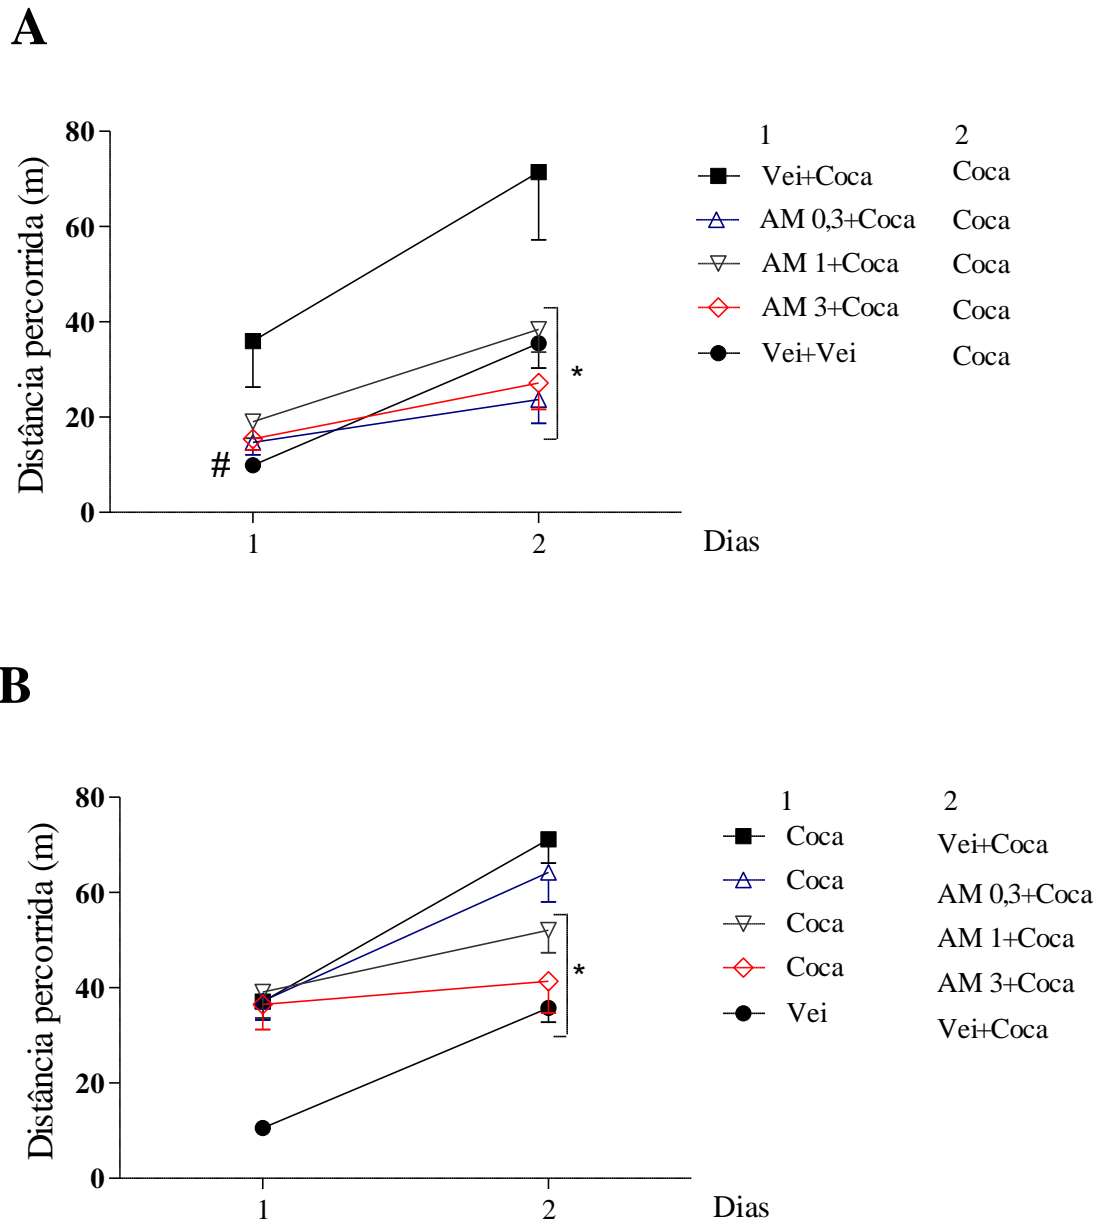 A
80
60
40
20
0
Distância percorrida (m)
#
*
1
2
Dias
1 2
Vei+Coca Coca
AM 0,3+Coca Coca
AM 1+Coca Coca
AM 3+Coca Coca
Vei+Vei Coca
B
80
60
40
20
0
Distância percorrida (m)
*
1
2
Dias
1 2
Coca Vei+Coca
Coca AM 0,3+Coca
Coca AM 1+Coca
Coca AM 3+Coca
Vei Vei+Coca